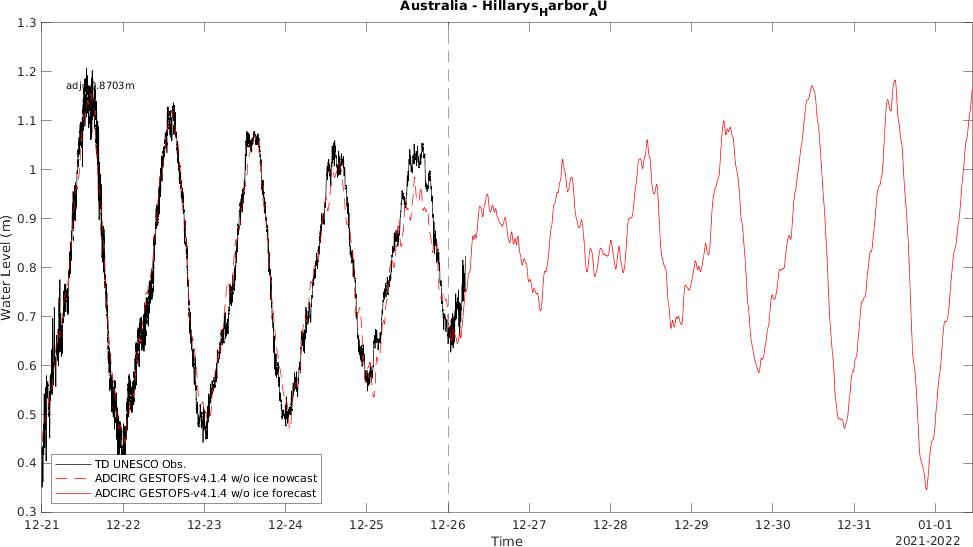 Australia - Hillarys_Harbor_AU
1.3
1.2
adj: 0.8703m
1.1
1
0.9
0.8
0.7
0.6
0.5
0.4
0.3
Water Level (m)
TD UNESCO Obs.
ADCIRC GESTOFS-v4.1.4 w/o ice nowcast
ADCIRC GESTOFS-v4.1.4 w/o ice forecast
12-21 12-22 12-23 12-24 12-25 12-26 12-27 12-28 12-29 12-30 12-31 01-01
Time
2021-2022